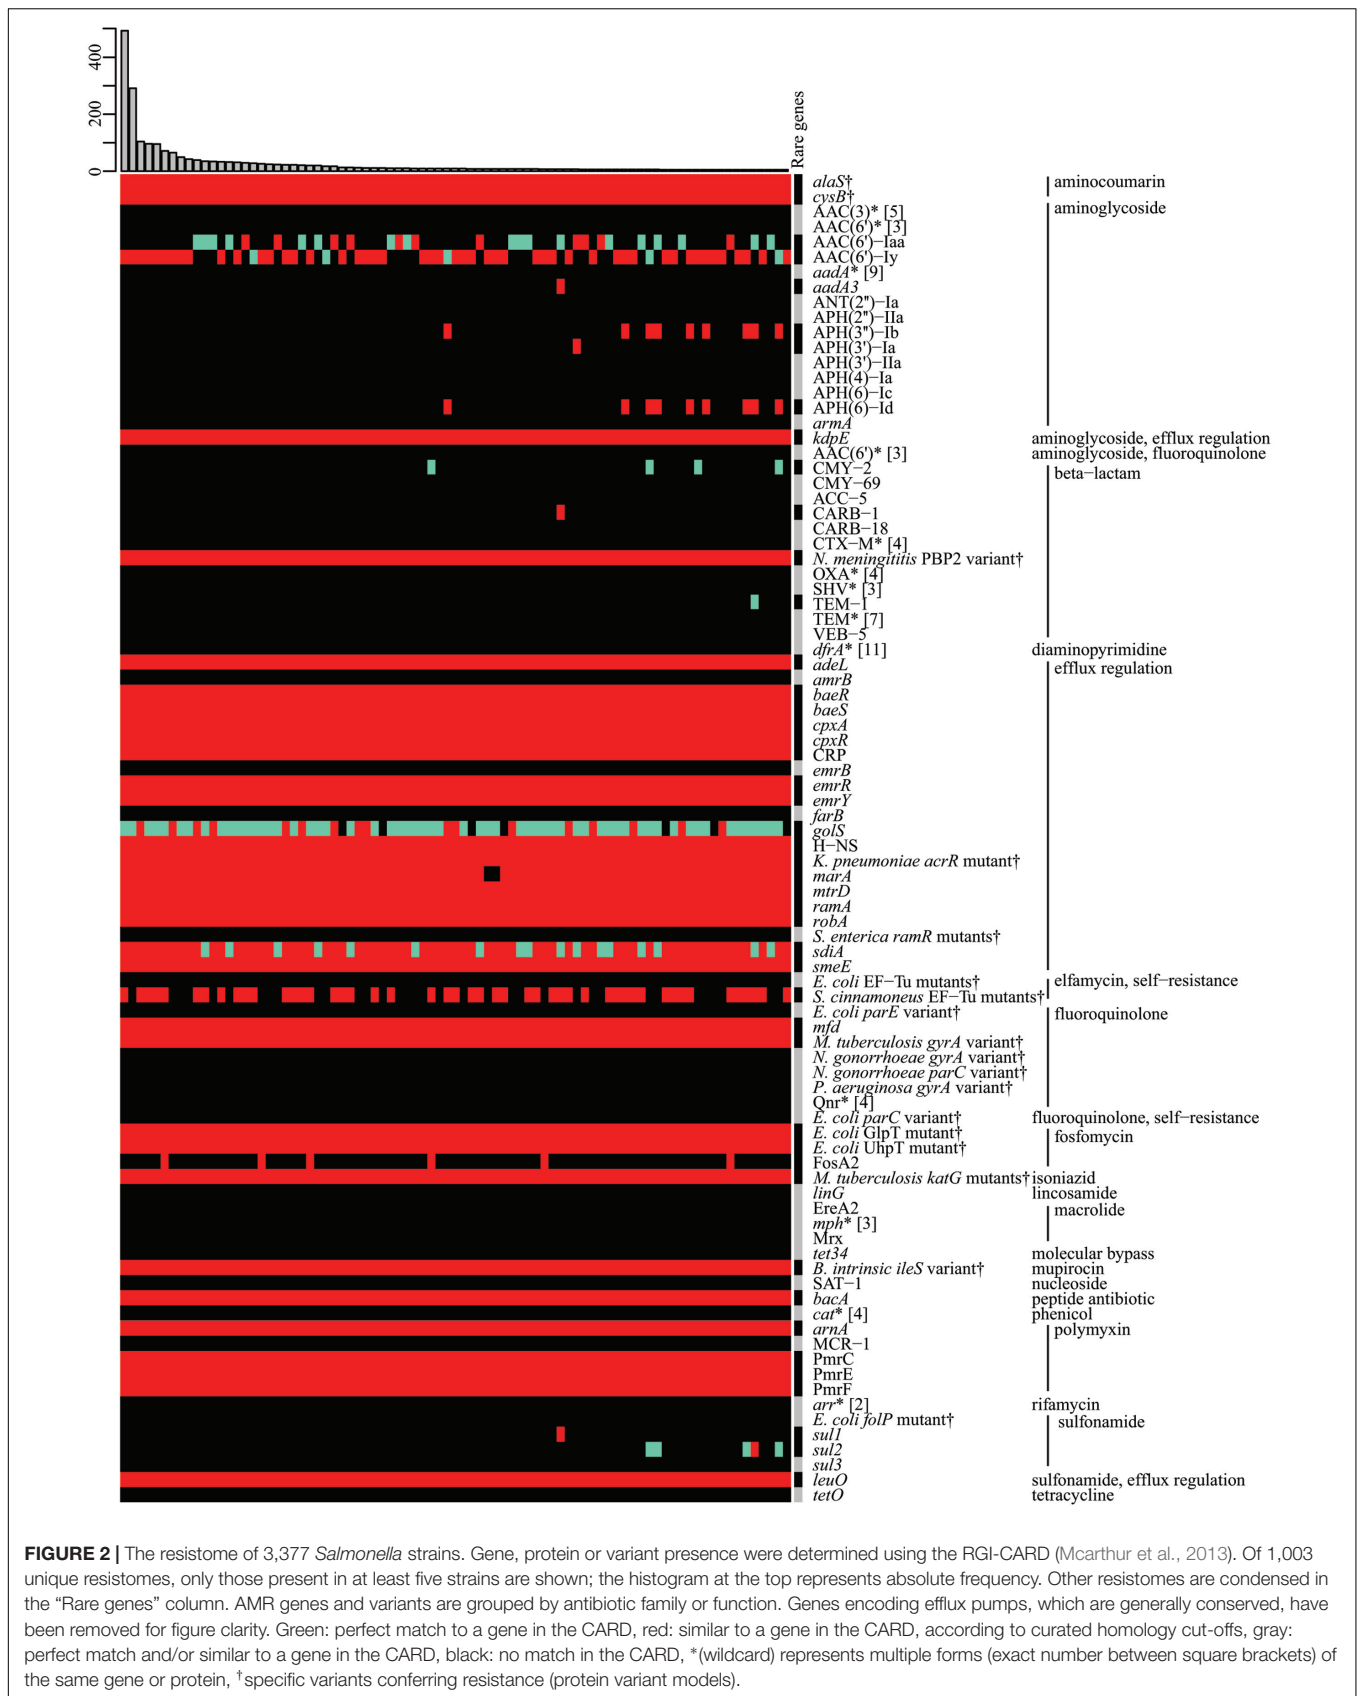 400
200
0
Rare genes
alaS†
aminocoumarin
cysB†
AAC(3)* [5]
aminoglycoside
AAC(6')* [3]
AAC(6')−Iaa
AAC(6')−Iy
aadA* [9]
aadA3
ANT(2")−Ia
APH(2")−IIa
APH(3")−Ib
APH(3')−Ia
APH(3')−IIa
APH(4)−Ia
APH(6)−Ic
APH(6)−Id
armA
kdpE aminoglycoside, efflux regulation
AAC(6')* [3] aminoglycoside, fluoroquinolone
CMY−2 beta−lactam
CMY−69
ACC−5
CARB−1
CARB−18
CTX−M* [4]
N. meningititis PBP2 variant†
OXA* [4]
SHV* [3]
TEM−1
TEM* [7]
VEB−5
dfrA* [11] diaminopyrimidine
adeL efflux regulation
amrB
baeR
baeS
cpxA
cpxR
CRP
emrB
emrR
emrY
farB
golS
H−NS
K. pneumoniae acrR mutant†
marA
mtrD
ramA
robA
S. enterica ramR mutants†
sdiA
smeE
E. coli EF−Tu mutants† elfamycin, self−resistance
S. cinnamoneus EF−Tu mutants†
E. coli parE variant† fluoroquinolone
mfd
M. tuberculosis gyrA variant†
N. gonorrhoeae gyrA variant†
N. gonorrhoeae parC variant†
P. aeruginosa gyrA variant†
Qnr* [4]
E. coli parC variant† fluoroquinolone, self−resistance
E. coli GlpT mutant† fosfomycin
E. coli UhpT mutant†
FosA2
M. tuberculosis katG mutants† isoniazid
linG lincosamide
EreA2 macrolide
mph* [3]
Mrx
tet34 molecular bypass
B. intrinsic ileS variant† mupirocin
SAT−1 nucleoside
bacA peptide antibiotic
cat* [4] phenicol
arnA polymyxin
MCR−1
PmrC
PmrE
PmrF
arr* [2] rifamycin
E. coli folP mutant† sulfonamide
sul1
sul2
sul3
leuO sulfonamide, efflux regulation
tetO tetracycline
FIGURE 2 | The resistome of 3,377 Salmonella strains. Gene, protein or variant presence were determined using the RGI-CARD (Mcarthur et al., 2013). Of 1,003
unique resistomes, only those present in at least five strains are shown; the histogram at the top represents absolute frequency. Other resistomes are condensed in
the “Rare genes” column. AMR genes and variants are grouped by antibiotic family or function. Genes encoding efflux pumps, which are generally conserved, have
been removed for figure clarity. Green: perfect match to a gene in the CARD, red: similar to a gene in the CARD, according to curated homology cut-offs, gray:
perfect match and/or similar to a gene in the CARD, black: no match in the CARD, *(wildcard) represents multiple forms (exact number between square brackets) of
the same gene or protein, †specific variants conferring resistance (protein variant models).